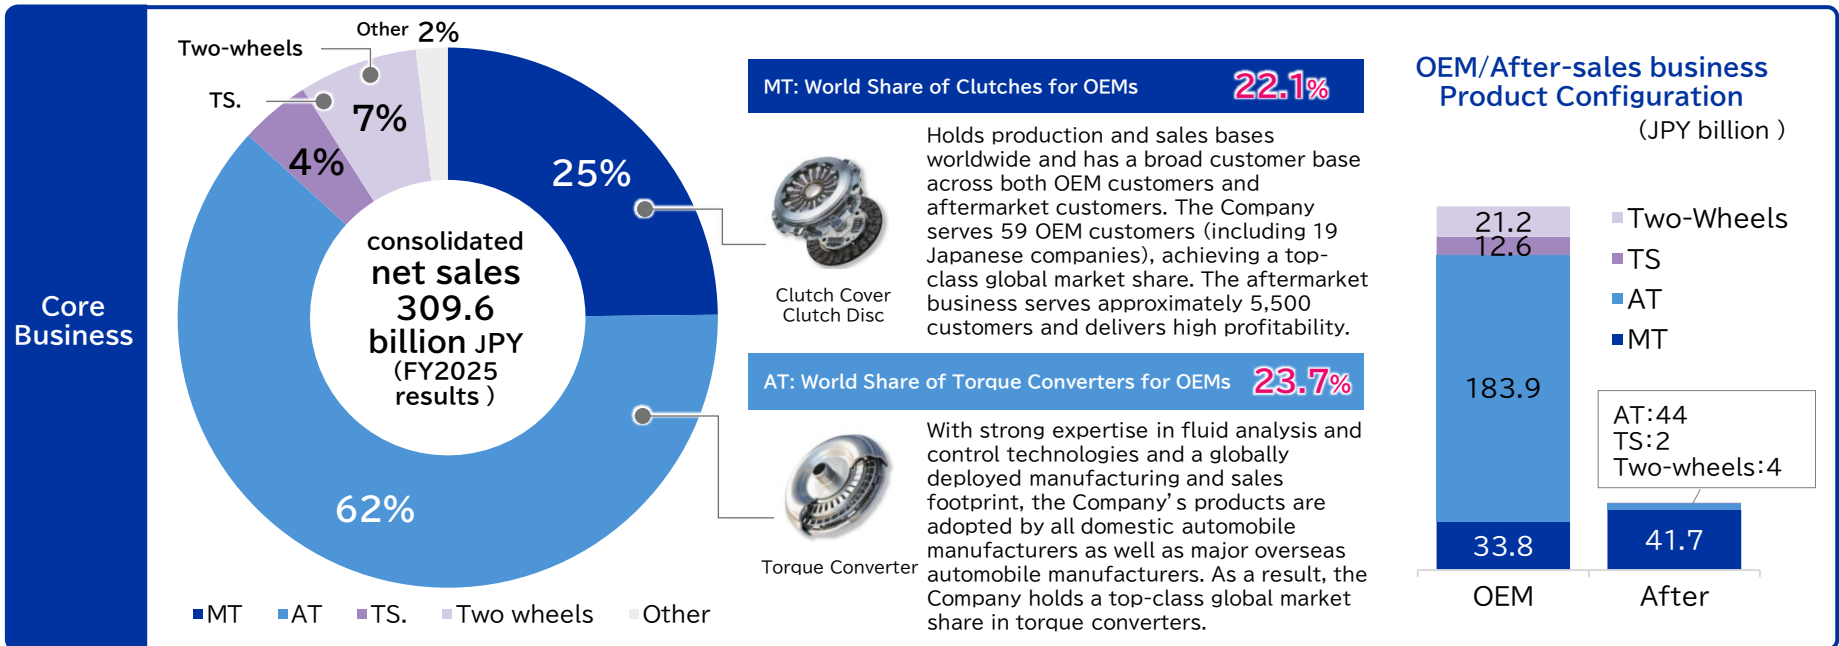 Core
Business
Two-wheels
Other 2%
TS.
7%
4%
25%
62%
consolidated
net sales
309.6
billion JPY
(FY2025
results )
■MT ■AT ■TS. ■Two wheels ■Other
MT: World Share of Clutches for OEMs 22.1%
Clutch Cover
Clutch Disc
Holds production and sales bases
worldwide and has a broad customer base
across both OEM customers and
aftermarket customers. The Company
serves 59 OEM customers (including 19
Japanese companies), achieving a top-
class global market share. The aftermarket
business serves approximately 5,500
customers and delivers high profitability.
AT: World Share of Torque Converters for OEMs 23.7%
Torque Converter
With strong expertise in fluid analysis and
control technologies and a globally
deployed manufacturing and sales
footprint, the Company’s products are
adopted by all domestic automobile
manufacturers as well as major overseas
automobile manufacturers. As a result, the
Company holds a top-class global market
share in torque converters.
OEM/After-sales business
Product Configuration
(JPY billion )
21.2
12.6
183.9
33.8
41.7
■Two-Wheels
■TS
■AT
■MT
AT:44
TS:2
Two-wheels:4
OEM
After